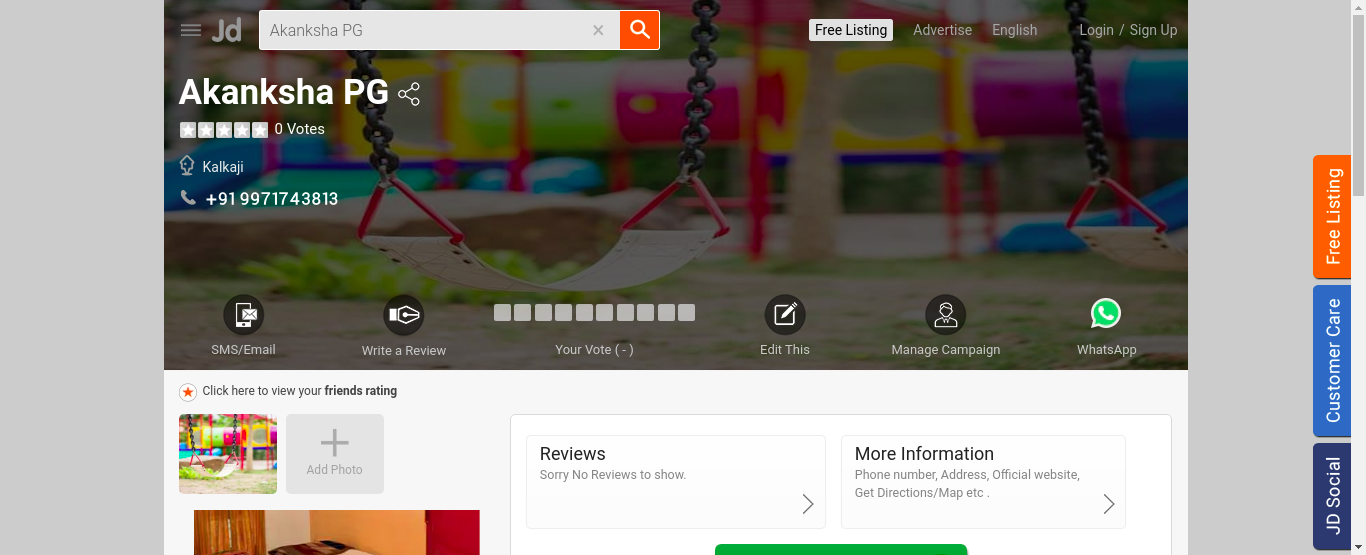 Jd
Akanksha PG
Free Listing
Advertise
English
Login / Sign Up
Akanksha PG
0 Votes
Kalkaji
+91 9971743813
SMS/Email
Write a Review
Your Vote ( - )
Edit This
Manage Campaign
WhatsApp
Click here to view your friends rating
Add Photo
Reviews
Sorry No Reviews to show.
More Information
Phone number, Address, Official website,
Get Directions/Map etc .
Free Listing
Customer Care
JD Social